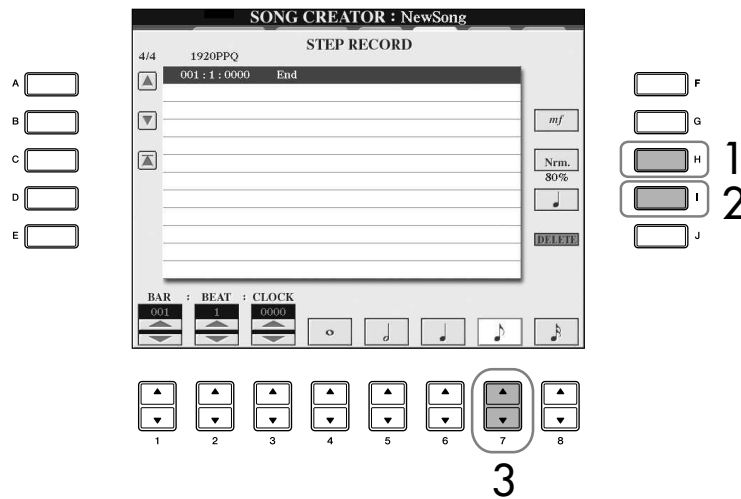 SONG CREATOR : NewSong
STEP RECORD
4/4 1920PPQ
001 : 1 : 0000 End
A
B
C
D
E
mf
Nrm.
80%
DELETE
F
G
H
I
J
1
2
BAR : BEAT : CLOCK
001 1 0000
1 2 3 4 5 6 7 8
3